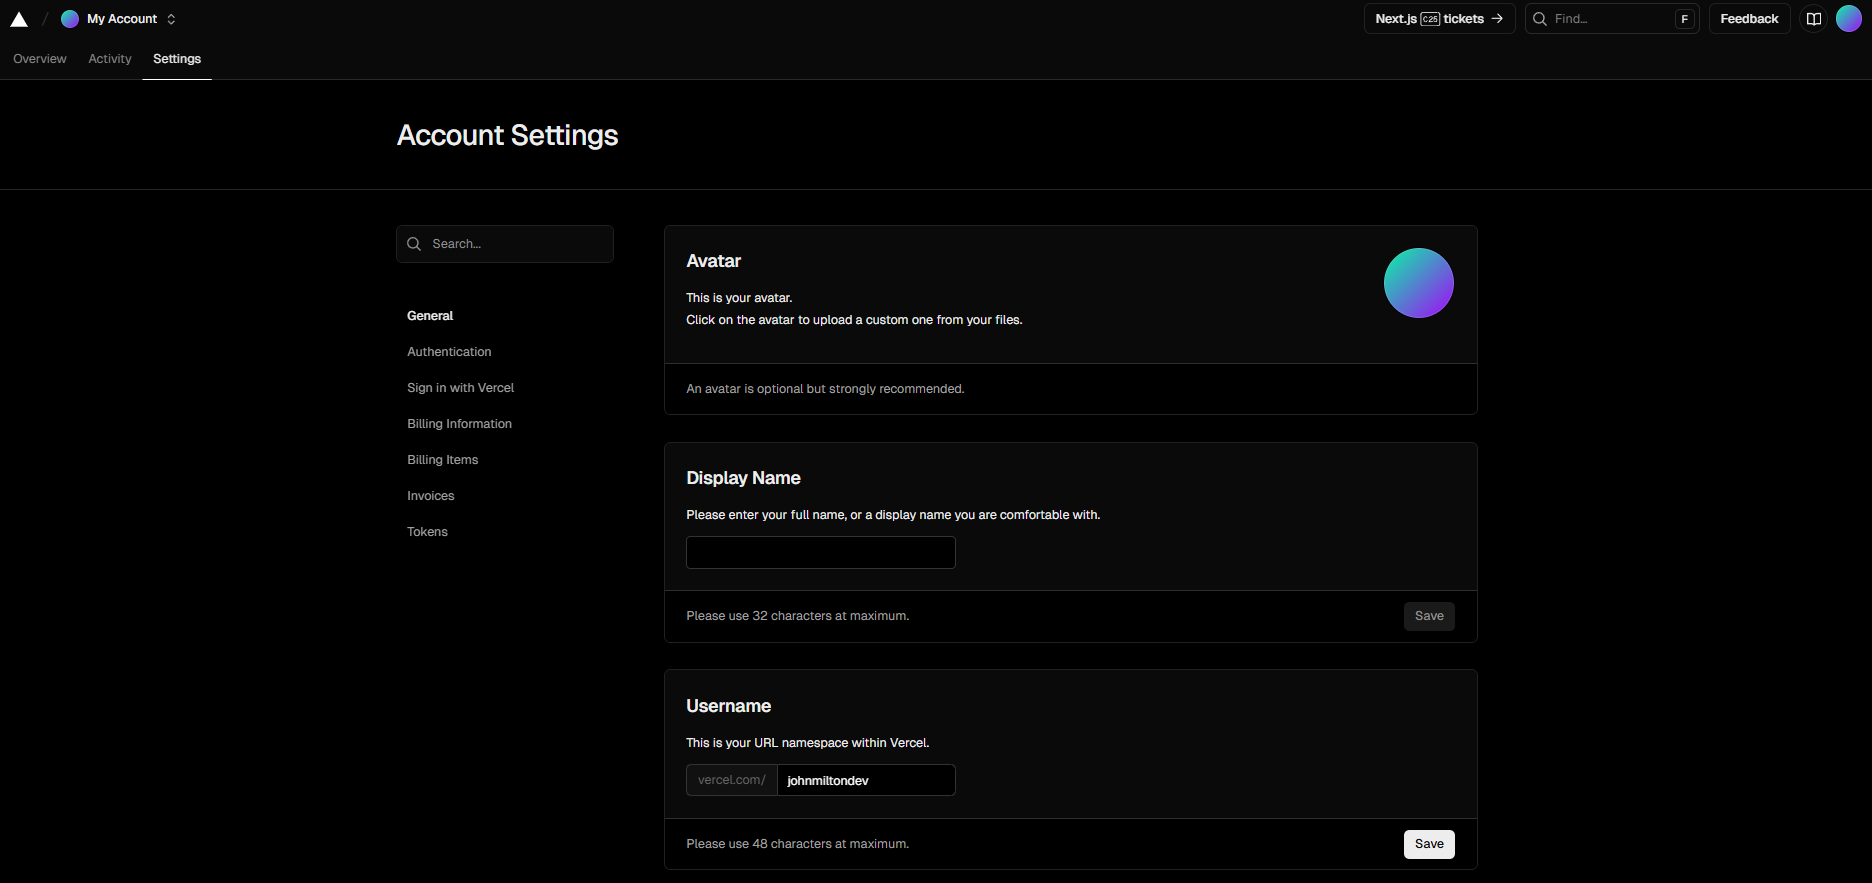 My Account
Next.js C25 tickets →
Find...
F
Feedback
Overview
Activity
Settings
Account Settings
Search...
General
Authentication
Sign in with Vercel
Billing Information
Billing Items
Invoices
Tokens
Avatar
This is your avatar.
Click on the avatar to upload a custom one from your files.
An avatar is optional but strongly recommended.
Display Name
Please enter your full name, or a display name you are comfortable with.
Please use 32 characters at maximum.
Save
Username
This is your URL namespace within Vercel.
vercel.com/ johnmiltondev
Please use 48 characters at maximum.
Save